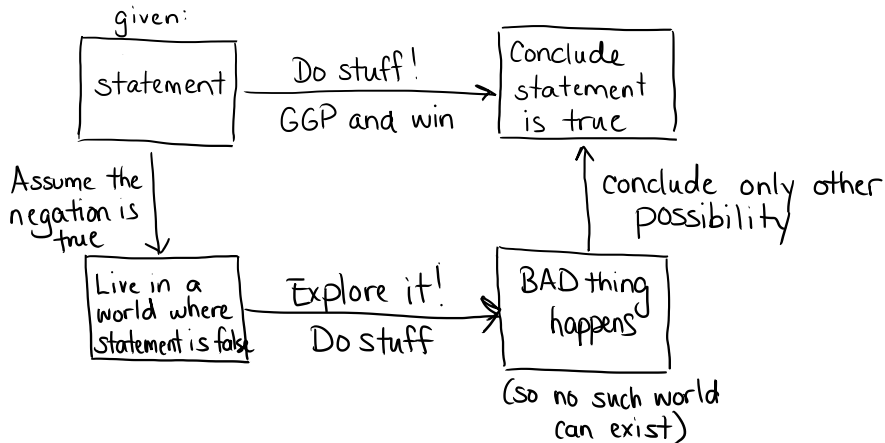 given:
statement
Do stuff!
GGP and win
Conclude
statement
is true
Assume the
negation is
true
conclude only other
possibility
Live in a
world where
statement is false
Explore it!
Do stuff
BAD thing
happens
(so no such world
can exist)